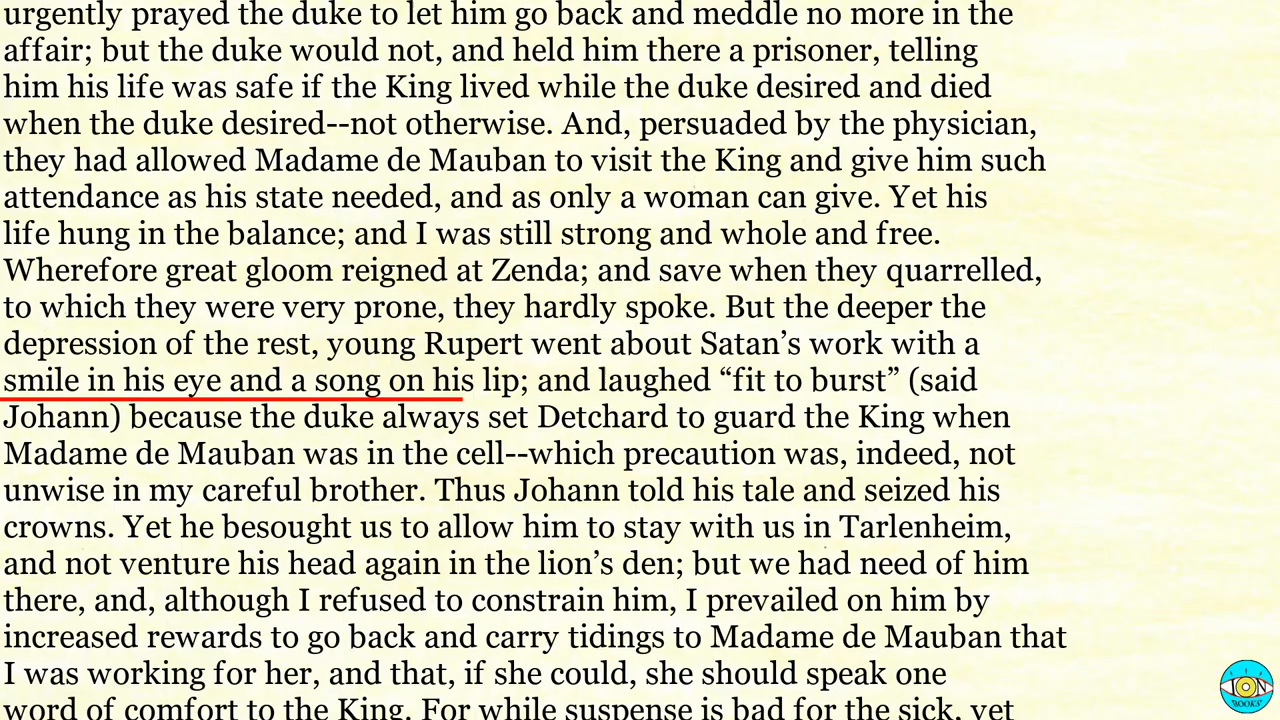 urgently prayed the duke to let him go back and meddle no more in the
affair; but the duke would not, and held him there a prisoner, telling
him his life was safe if the King lived while the duke desired and died
when the duke desired--not otherwise. And, persuaded by the physician,
they had allowed Madame de Mauban to visit the King and give him such
attendance as his state needed, and as only a woman can give. Yet his
life hung in the balance; and I was still strong and whole and free.
Wherefore great gloom reigned at Zenda; and save when they quarrelled,
to which they were very prone, they hardly spoke. But the deeper the
depression of the rest, young Rupert went about Satan’s work with a
smile in his eye and a song on his lip; and laughed “fit to burst” (said
Johann) because the duke always set Detchard to guard the King when
Madame de Mauban was in the cell--which precaution was, indeed, not
unwise in my careful brother. Thus Johann told his tale and seized his
crowns. Yet he besought us to allow him to stay with us in Tarlenheim,
and not venture his head again in the lion’s den; but we had need of him
there, and, although I refused to constrain him, I prevailed on him by
increased rewards to go back and carry tidings to Madame de Mauban that
I was working for her, and that, if she could, she should speak one
word of comfort to the King. For while suspense is bad for the sick, yet
ION
BOOKS